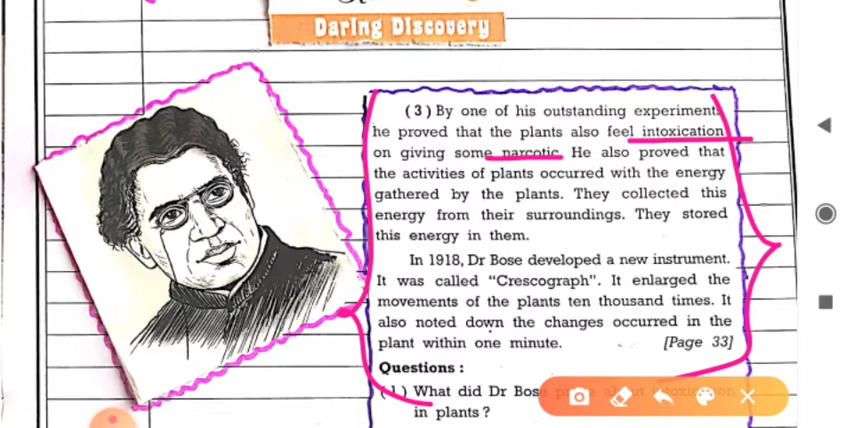 Daring Discovery
( 3 ) By one of his outstanding experiments
he proved that the plants also feel intoxication
on giving some narcotic. He also proved that
the activities of plants occurred with the energy
gathered by the plants. They collected this
energy from their surroundings. They stored
this energy in them.
In 1918, Dr Bose developed a new instrument.
It was called “Crescograph”. It enlarged the
movements of the plants ten thousand times. It
also noted down the changes occurred in the
plant within one minute. [Page 33]
Questions :
( 1 ) What did Dr Bose prove about intoxication
in plants ?